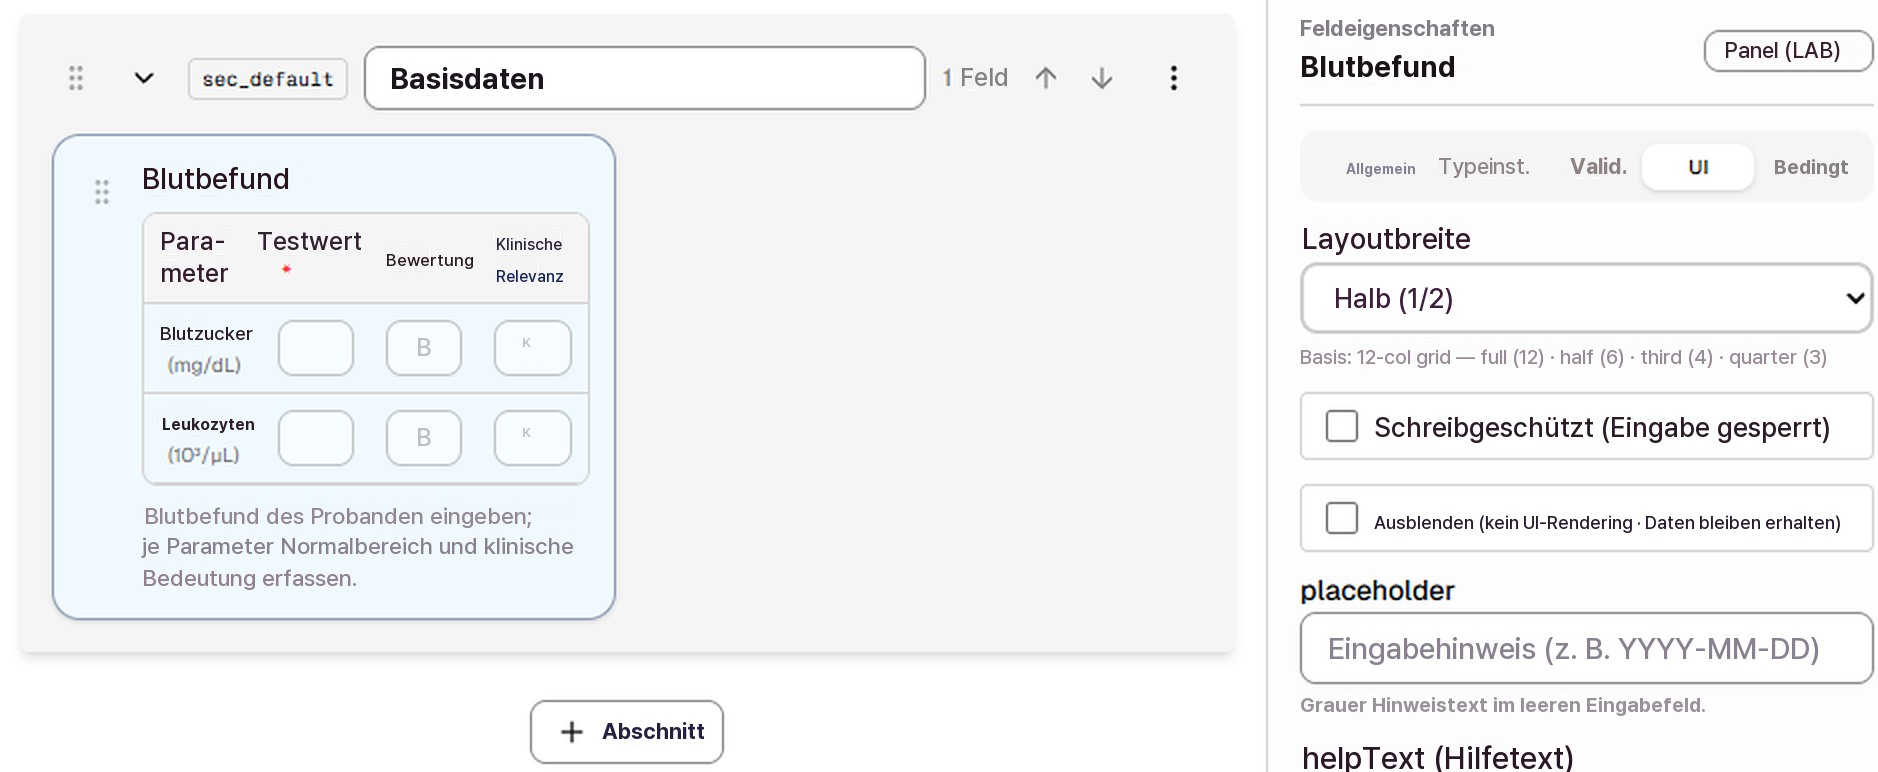 sec_default
Basisdaten
1 Feld
Blutbefund
Para-
meter
Testwert
*
Bewertung
Klinische
Relevanz
Blutzucker
(mg/dL)
B
K
Leukozyten
(10³/µL)
B
K
Blutbefund des Probanden eingeben;
je Parameter Normalbereich und klinische
Bedeutung erfassen.
+ Abschnitt
Feldeigenschaften
Blutbefund
Panel (LAB)
Allgemein Typeinst. Valid. UI Bedingt
Layoutbreite
Halb (1/2)
Basis: 12-col grid — full (12) · half (6) · third (4) · quarter (3)
Schreibgeschützt (Eingabe gesperrt)
Ausblenden (kein UI-Rendering · Daten bleiben erhalten)
placeholder
Eingabehinweis (z. B. YYYY-MM-DD)
Grauer Hinweistext im leeren Eingabefeld.
helpText (Hilfetext)